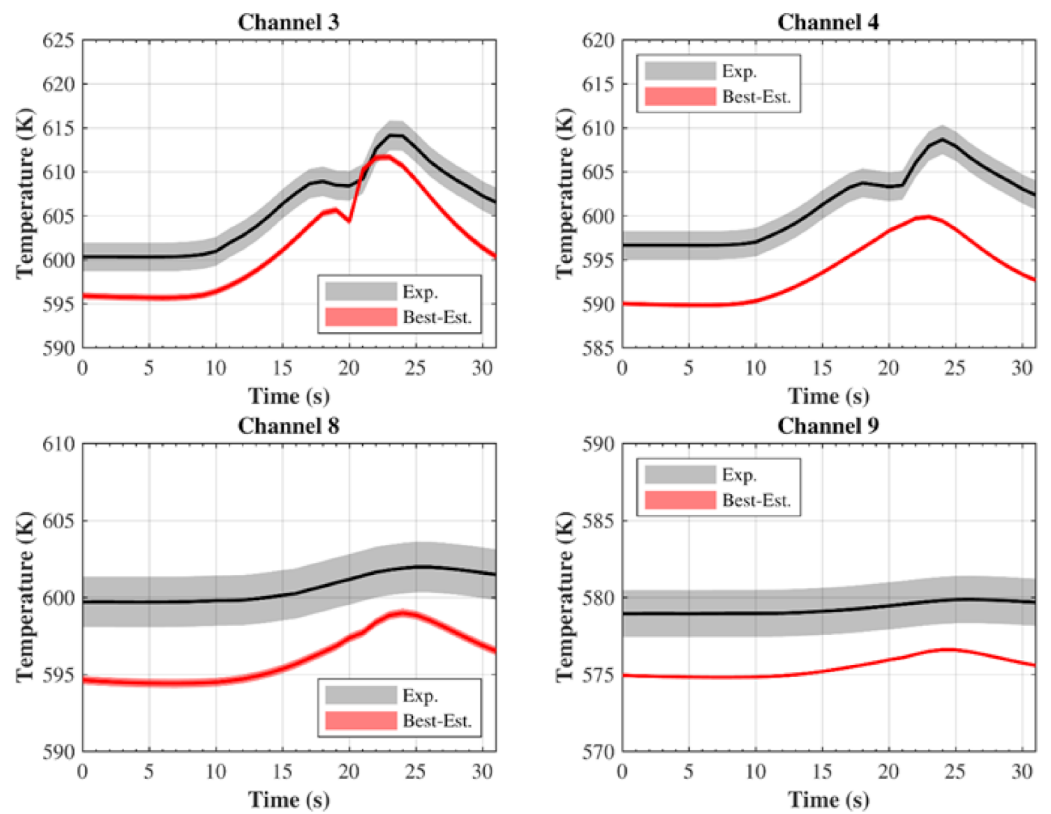 Channel 3
Temperature (K)
625
620
615
610
605
600
595
590
0 5 10 15 20 25 30
Time (s)
Exp.
Best-Est.
Channel 4
Temperature (K)
620
615
610
605
600
595
590
585
0 5 10 15 20 25 30
Time (s)
Exp.
Best-Est.
Channel 8
Temperature (K)
610
605
600
595
590
0 5 10 15 20 25 30
Time (s)
Exp.
Best-Est.
Channel 9
Temperature (K)
590
585
580
575
570
0 5 10 15 20 25 30
Time (s)
Exp.
Best-Est.